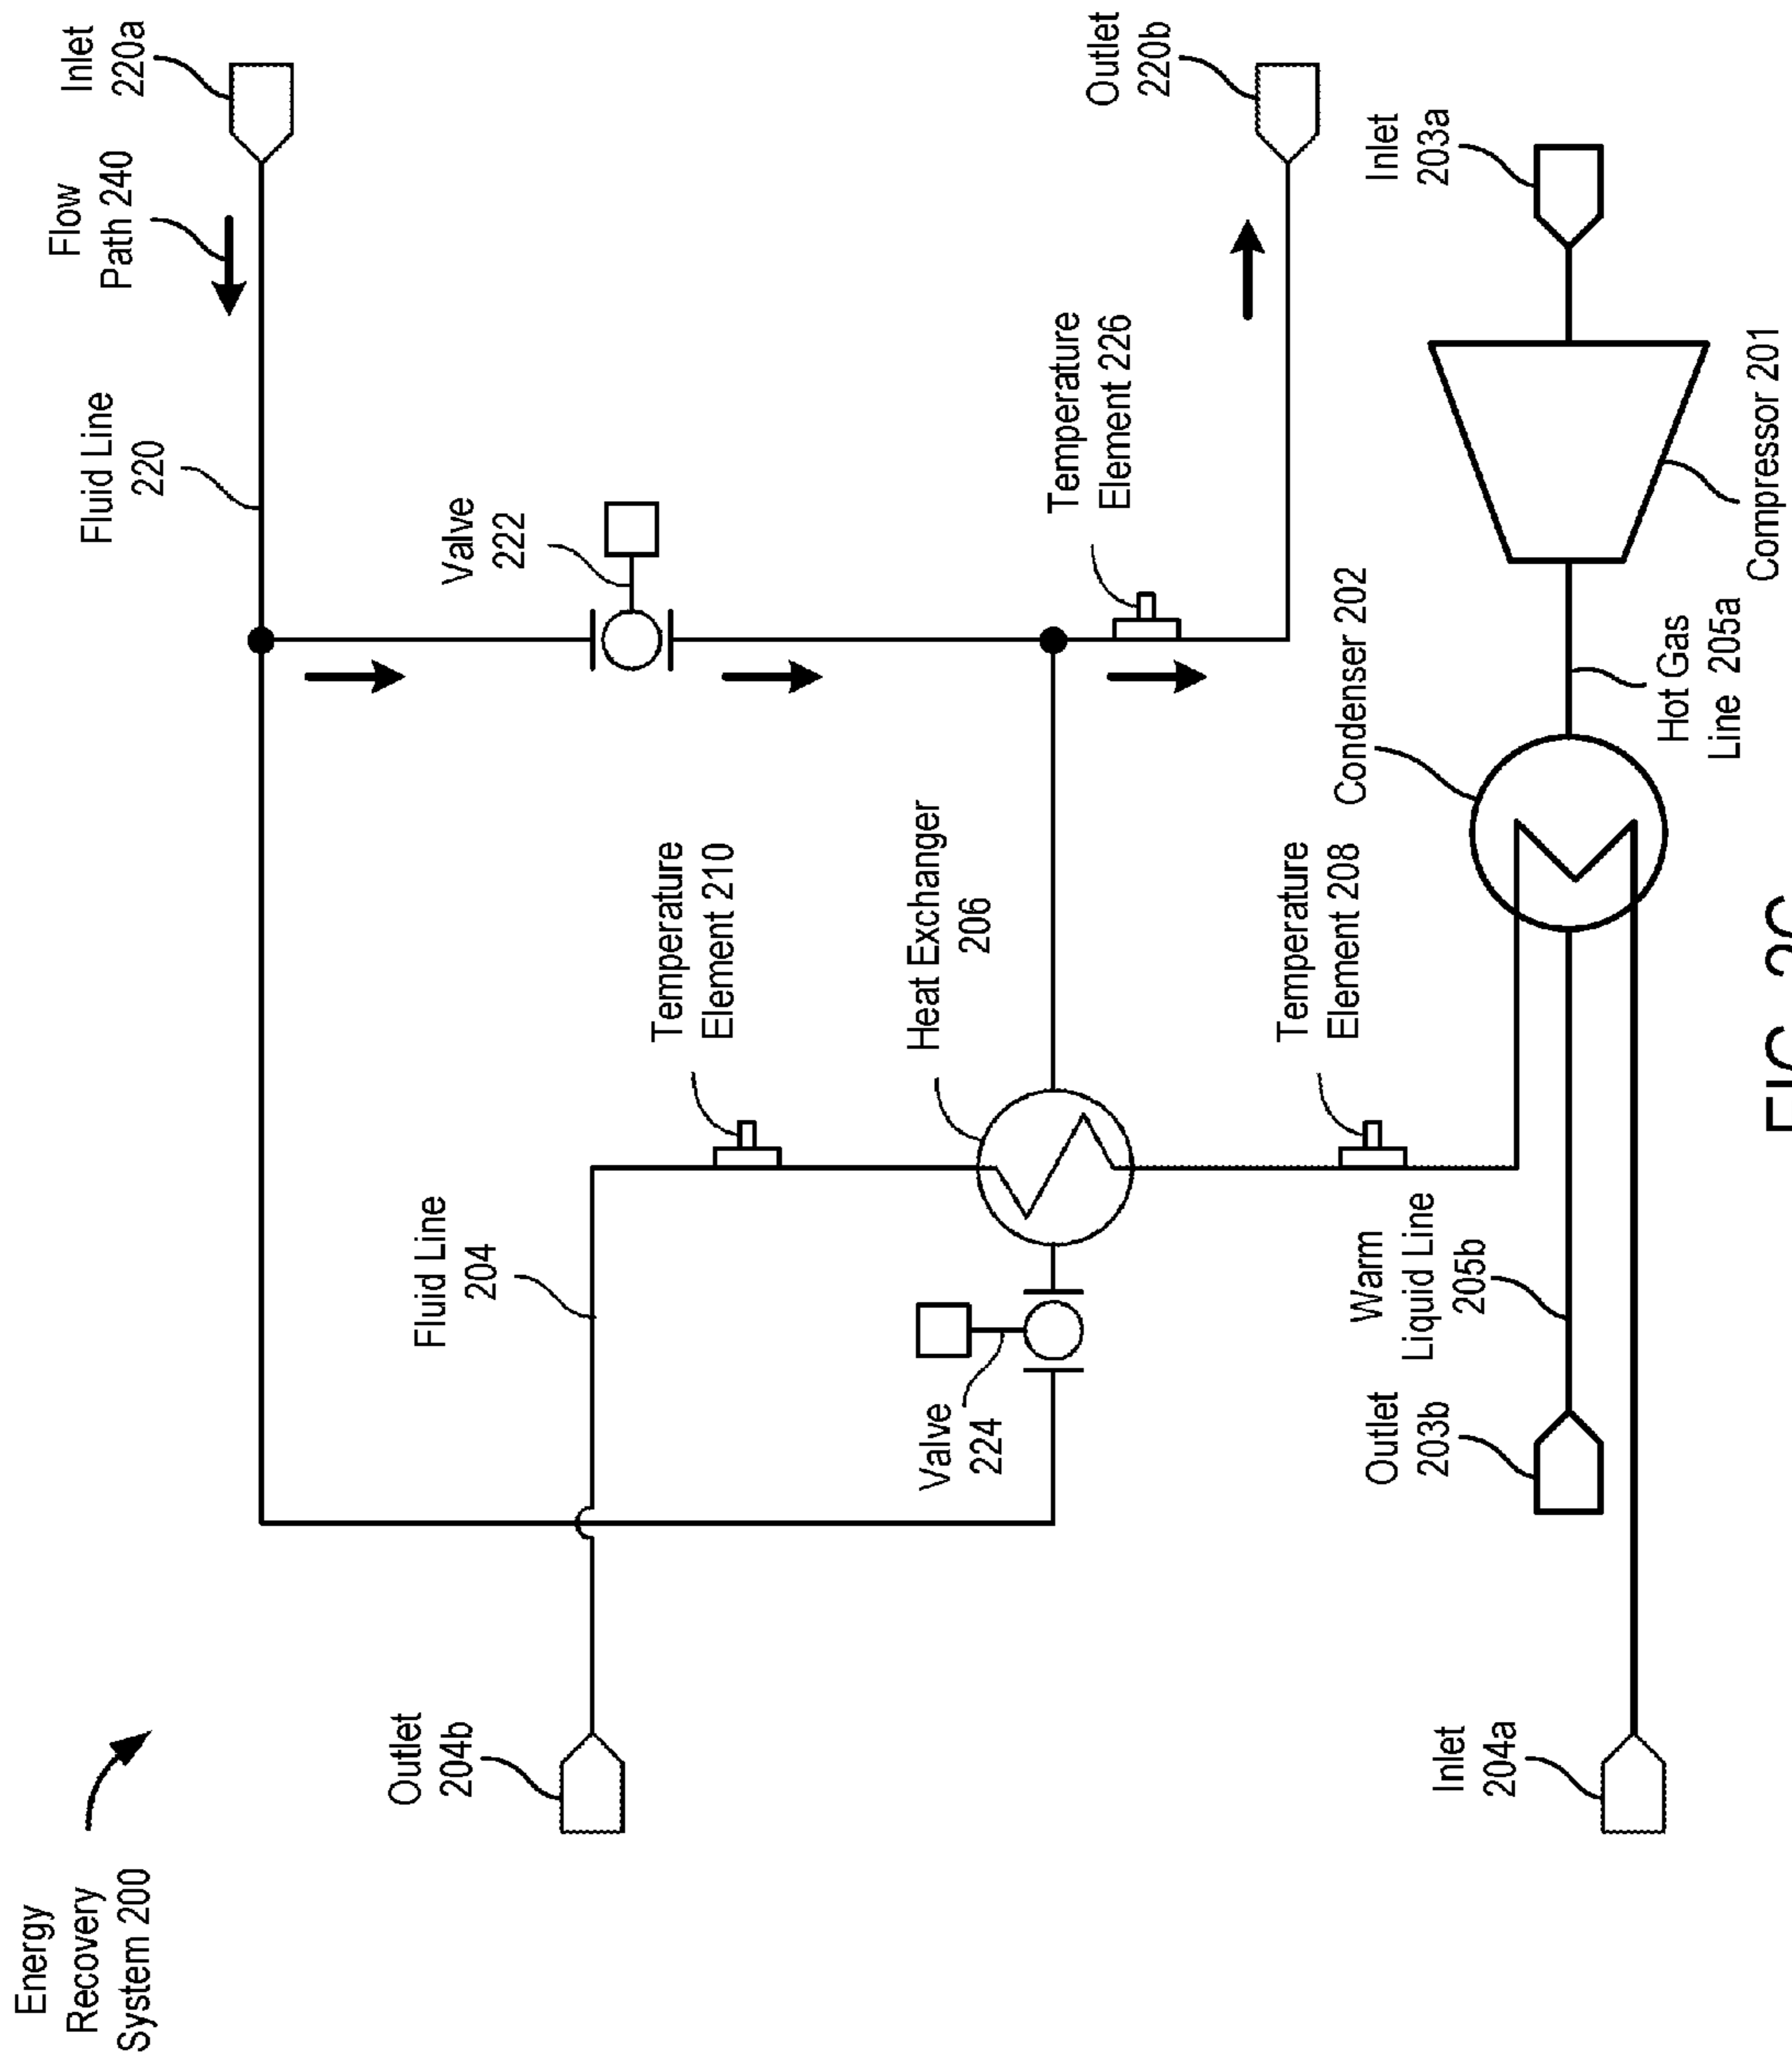 Energy
Recovery
System 200
Inlet
220a
Flow
Path 240
Fluid Line
220
Valve
222
Outlet
220b
Temperature
Element 226
Inlet
203a
Compressor 201
Hot Gas
Line 205a
Condenser 202
Temperature
Element 210
Heat Exchanger
206
Temperature
Element 208
Fluid Line
204
Valve
224
Warm
Liquid Line
205b
Outlet
203b
Outlet
204b
Inlet
204a